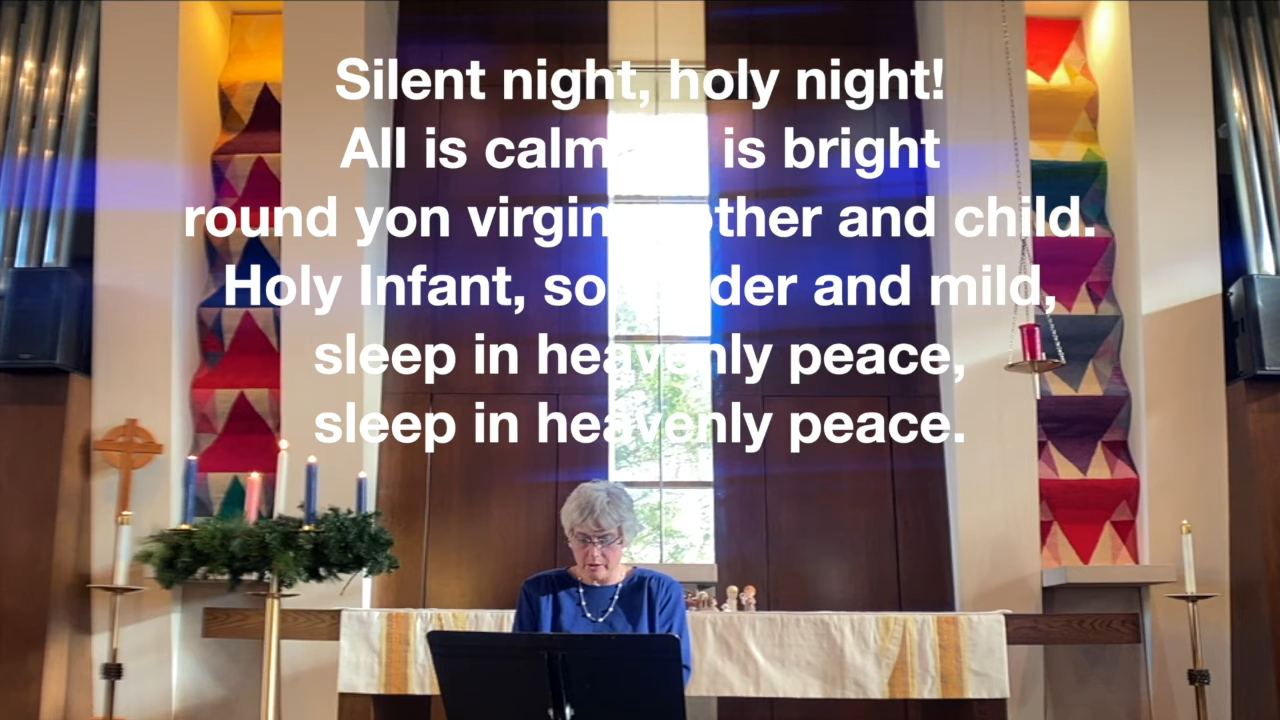 Silent night, holy night!
All is calm is bright
round yon virgin and child.
Holy Infant, so and mild,
sleep in heavenly peace,
sleep in heavenly peace.